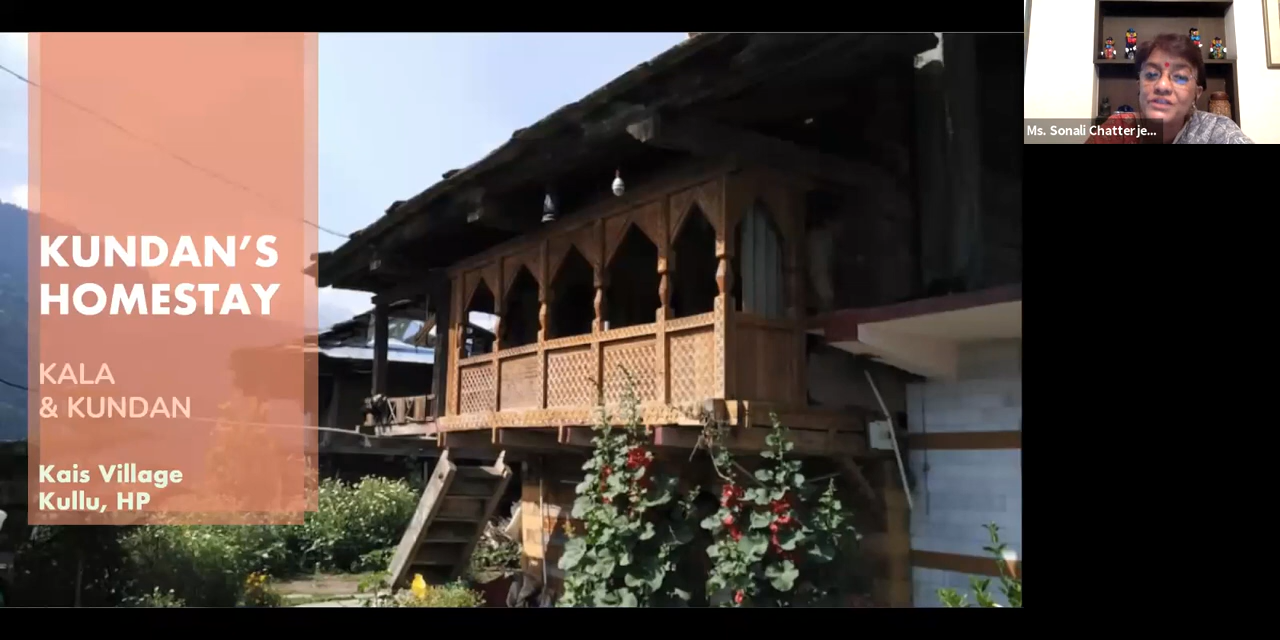 KUNDAN'S
HOMESTAY
KALA
& KUNDAN
Kais Village
Kullu, HP
Ms. Sonali Chatterje...